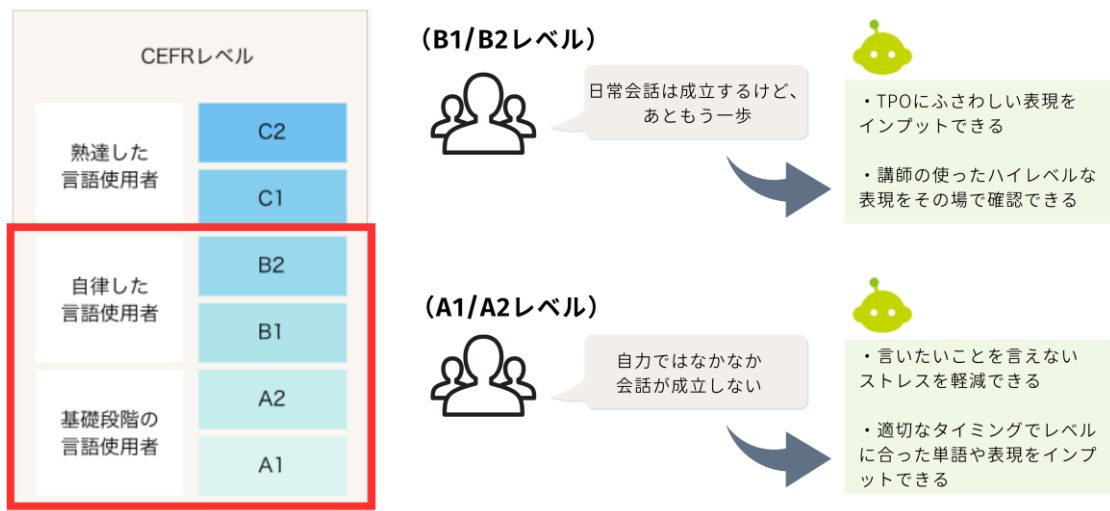 CEFRレベル
熟達した
言語使用者
C2
C1
自律した
言語使用者
B2
B1
基礎段階の
言語使用者
A2
A1
（B1/B2レベル）
日常会話は成立するけど、
あともう一歩
・TPOにふさわしい表現を
インプットできる
・講師の使ったハイレベルな
表現をその場で確認できる
（A1/A2レベル）
自力ではなかなか
会話が成立しない
・言いたいことを言えない
ストレスを軽減できる
・適切なタイミングでレベル
に合った単語や表現をインプ
ットできる